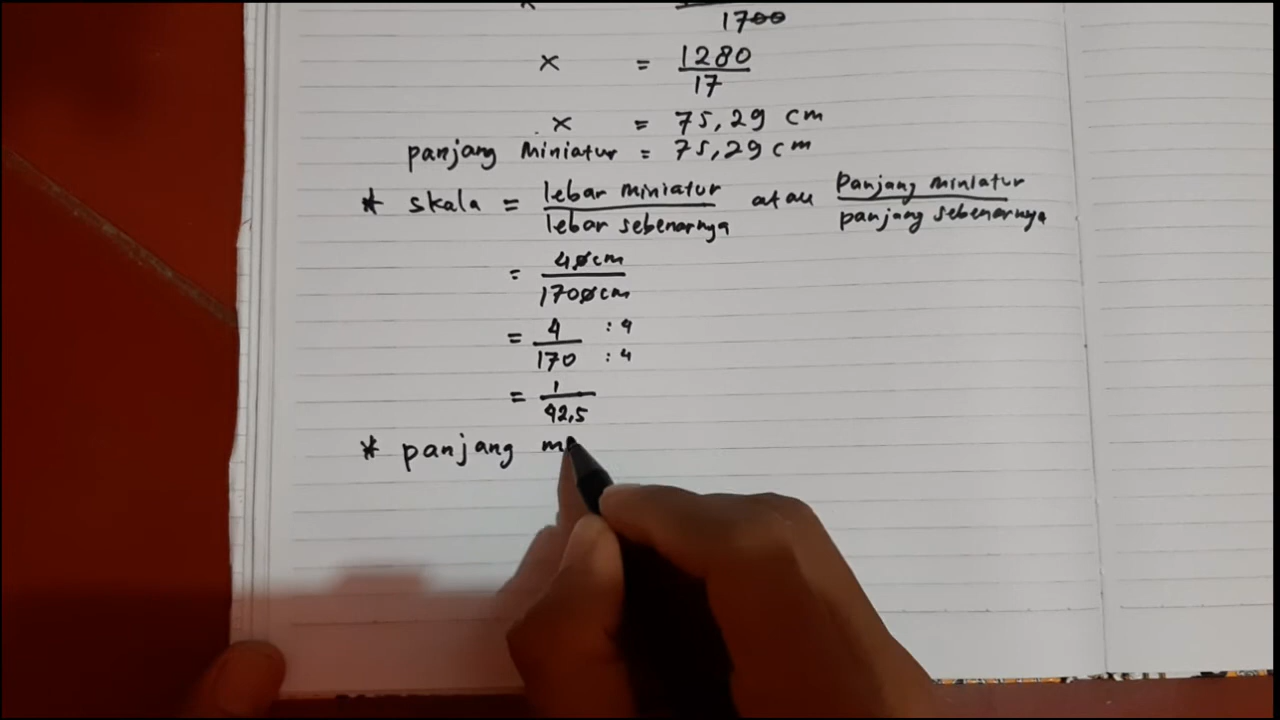 1700
x = 1280/17
x = 75,29 cm
panjang miniatur = 75,29 cm
* skala = lebar miniatur/lebar sebenarnya atau Panjang miniatur/panjang sebenarnya
= 40cm/1700cm
= 4/170 :4 :4
= 1/42,5
* panjang